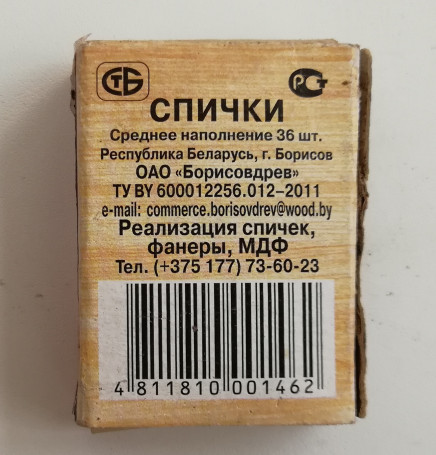 СТБ РСТ
СПИЧКИ
Среднее наполнение 36 шт.
Республика Беларусь, г. Борисов
ОАО «Борисовдрев»
ТУ BY 600012256.012–2011
e-mail: commerce.borisovdrev@wood.by
Реализация спичек,
фанеры, МДФ
Тел. (+375 177) 73-60-23
4 811810 001462